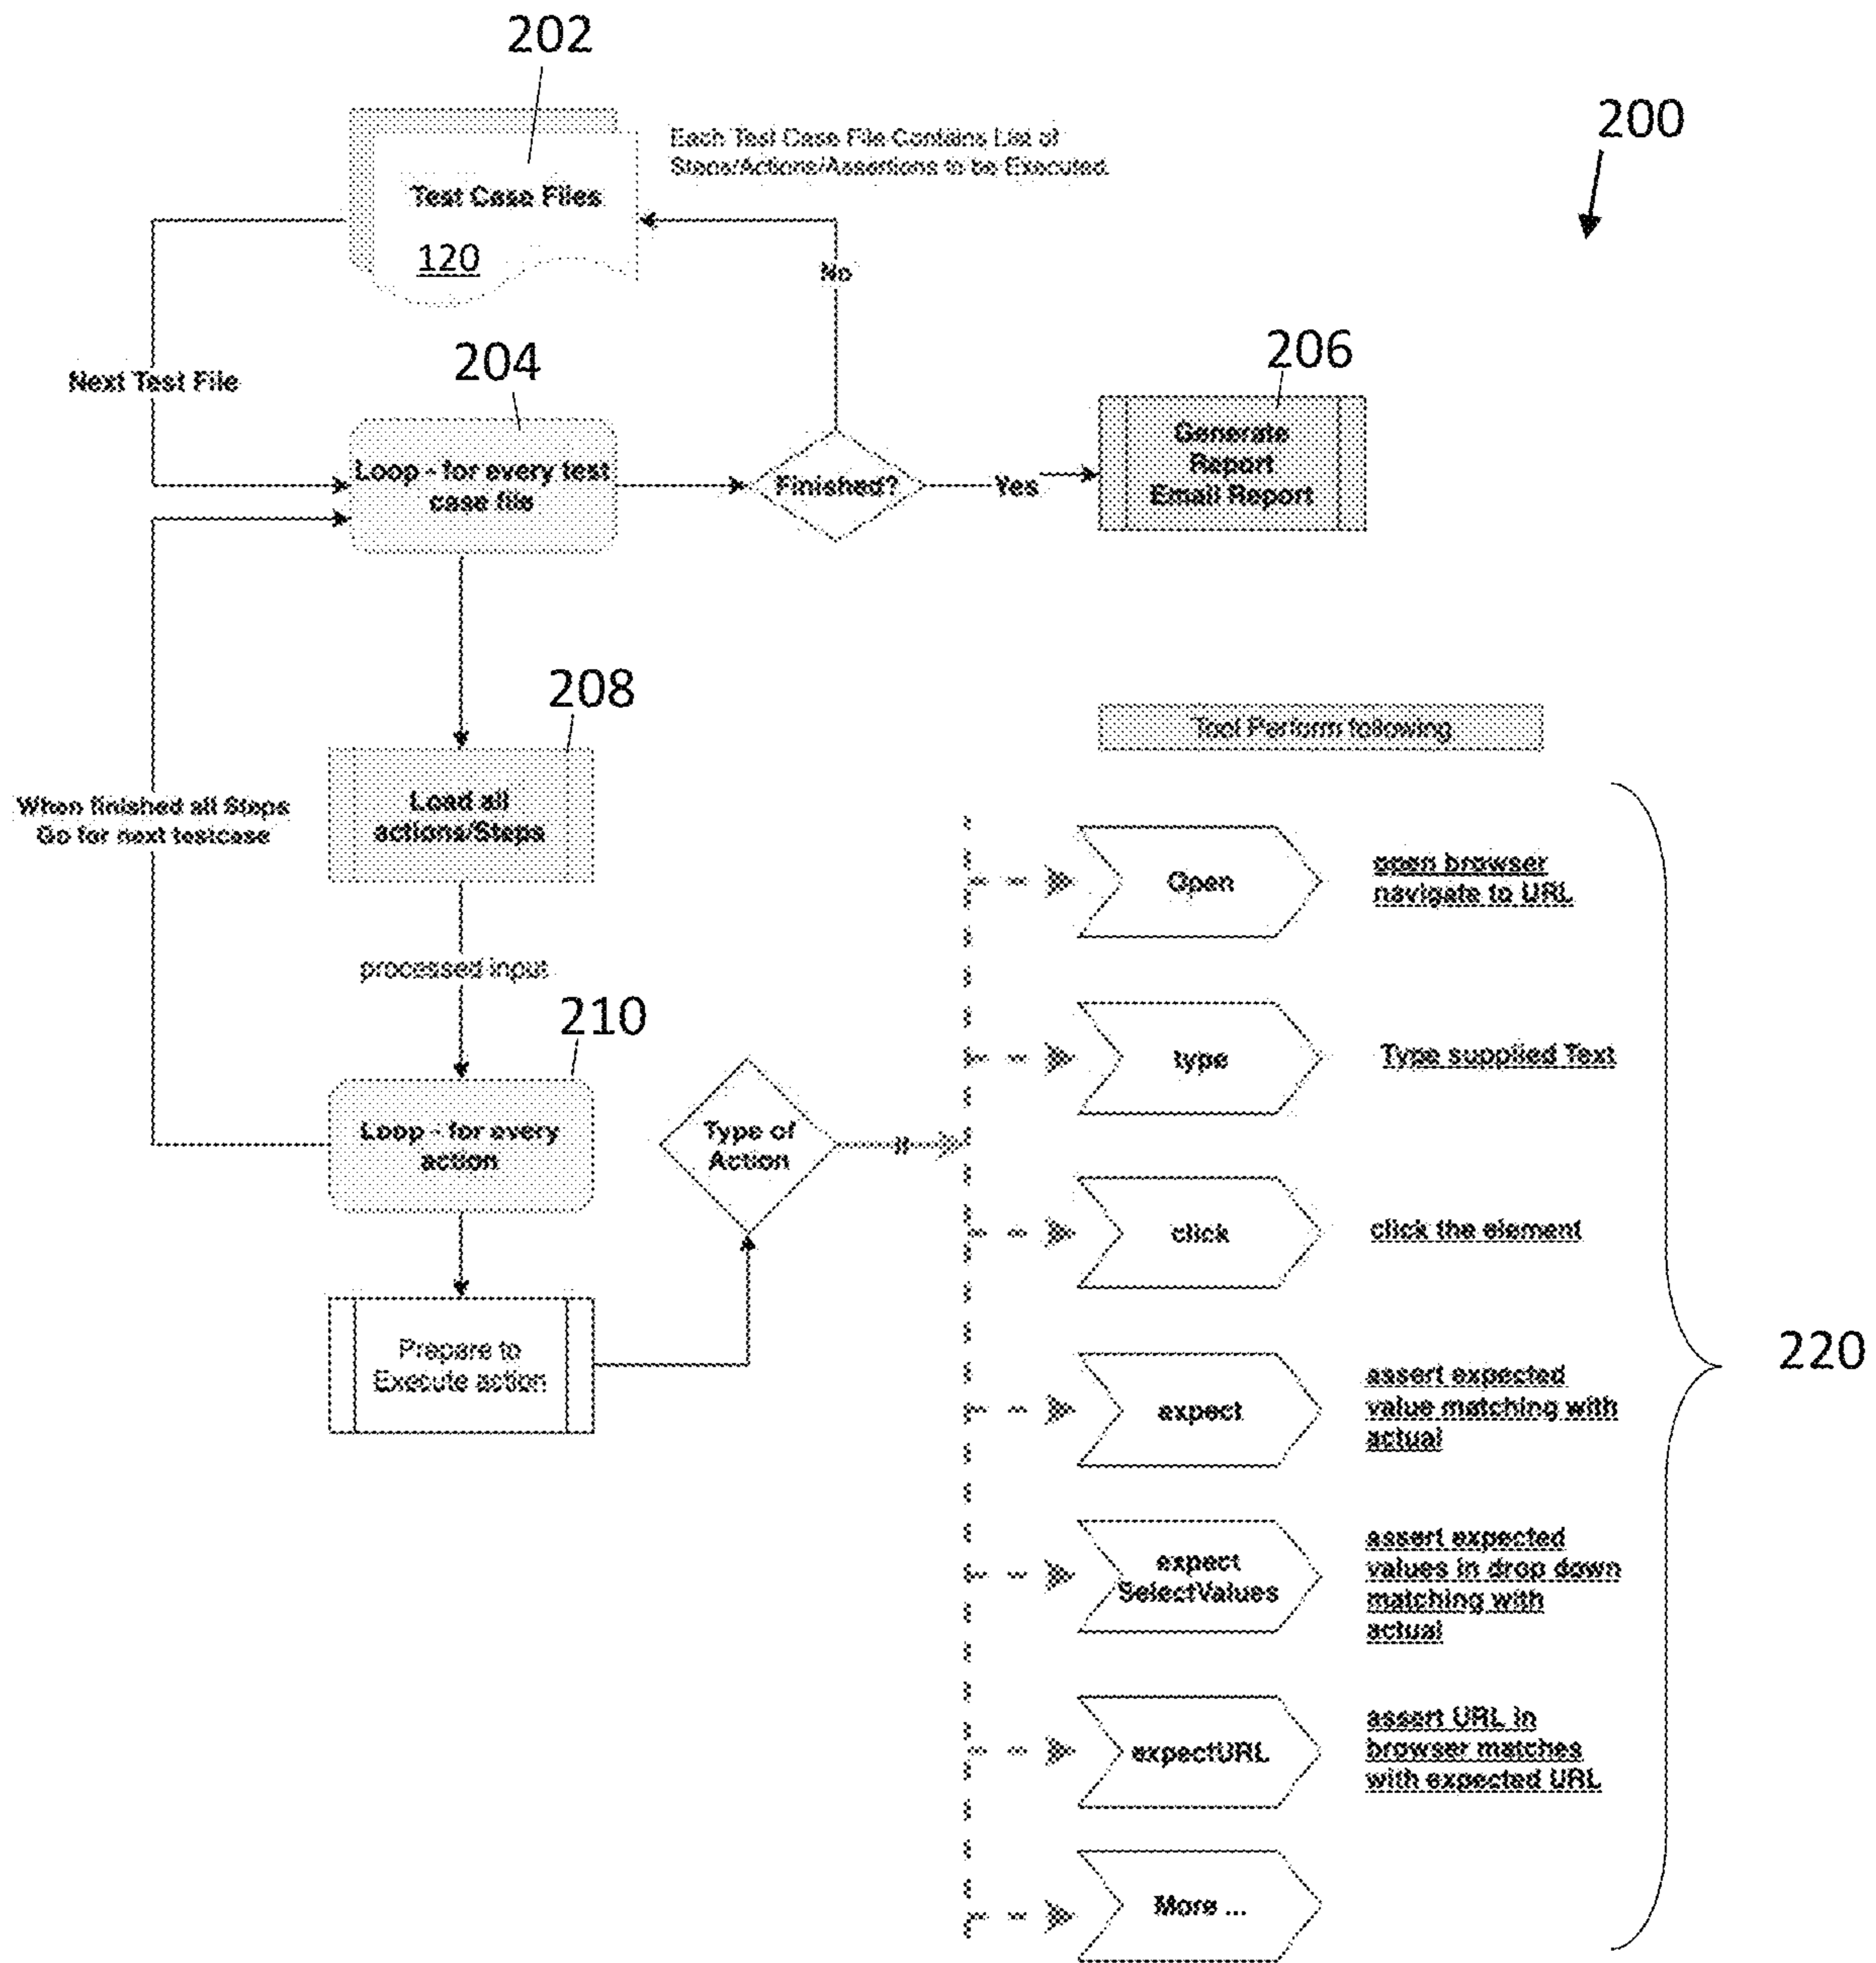 202
200
Each Test Case File Contains List of
Steps/Actions/Assertions to be Executed
Test Case Files
120
No
Next Test File
204
206
Loop - for every test
case file
Finished?
Yes
Generate
Report
Email Report
208
Load all
actions/Steps
When finished all Steps
Go for next testcase
processed input
210
Loop - for every
action
Type of
Action
If
Prepare to
Execute action
Tool Perform following
Open
open browser
navigate to URL
type
Type supplied Text
click
click the element
expect
assert expected
value matching with
actual
220
expect
SelectValues
assert expected
values in drop down
matching with
actual
expectURL
assert URL in
browser matches
with expected URL
More ...